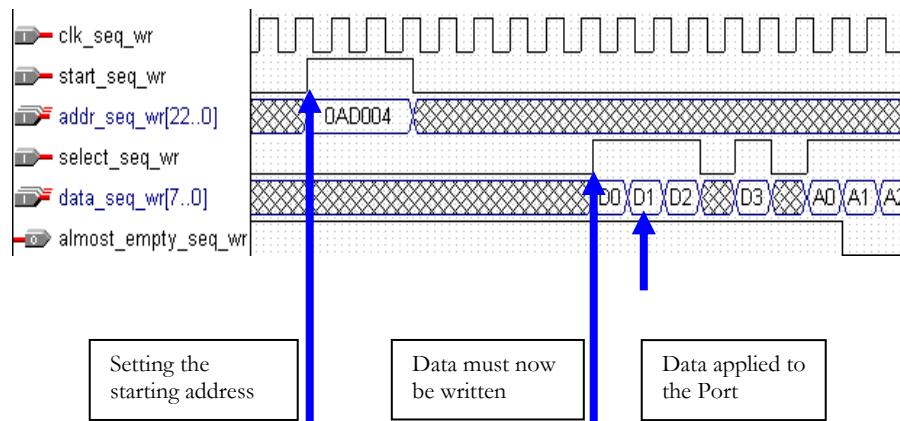 clk_seq_wr
start_seq_wr
addr_seq_wr[22..0]
0AD004
select_seq_wr
data_seq_wr[7..0]
D0 D1 D2 D3 A0 A1 A2
almost_empty_seq_wr
Setting the
starting address
Data must now
be written
Data applied to
the Port